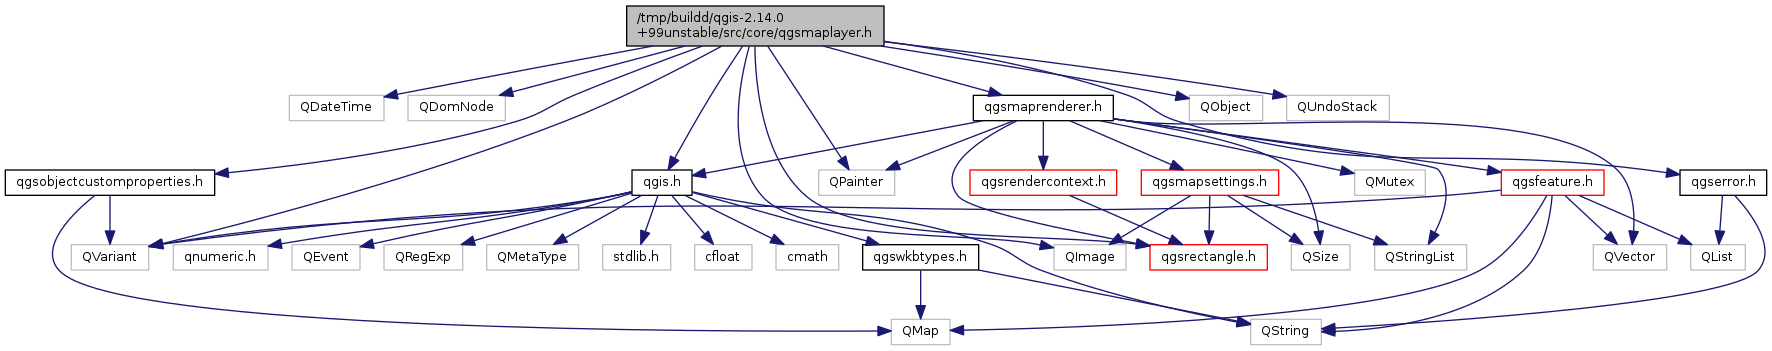 /tmp/buildd/qgis-2.14.0
+99unstable/src/core/qgsmaplayer.h
QDateTime
QDomNode
qgsmaprenderer.h
QObject
QUndoStack
qgsobjectcustomproperties.h
qgis.h
QPainter
qgsrendercontext.h
qgsmapsettings.h
QMutex
qgsfeature.h
qgserror.h
QVariant
qnumeric.h
QEvent
QRegExp
QMetaType
stdlib.h
cfloat
cmath
qgswkbtypes.h
QImage
qgsrectangle.h
QSize
QStringList
QVector
QList
QMap
QString